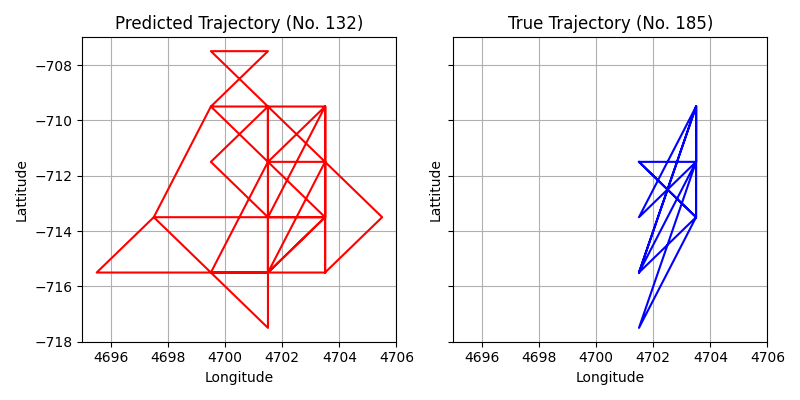 Predicted Trajectory (No. 132)
True Trajectory (No. 185)
Lattitude
−708
−710
−712
−714
−716
−718
4696 4698 4700 4702 4704 4706
Longitude
Lattitude
4696 4698 4700 4702 4704 4706
Longitude